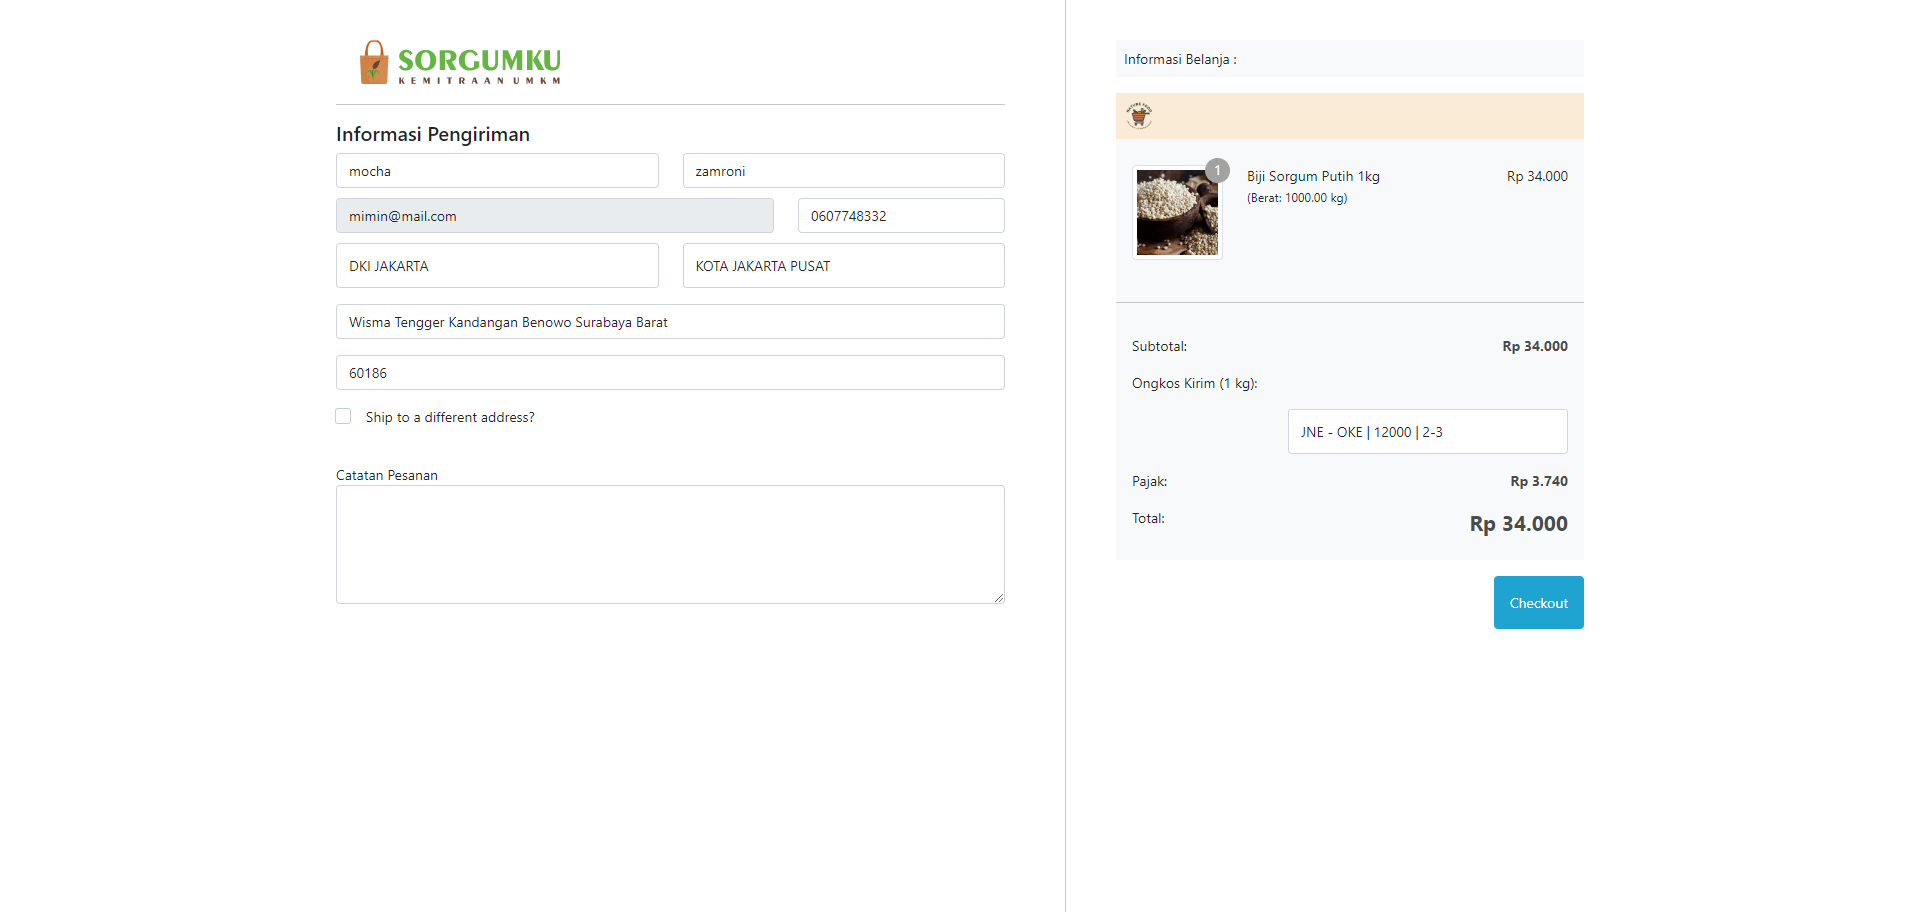 SORGUMKU
KEMITRAAN UMKM
Informasi Pengiriman
mocha
zamroni
mimin@mail.com
0607748332
DKI JAKARTA
KOTA JAKARTA PUSAT
Wisma Tengger Kandangan Benowo Surabaya Barat
60186
Ship to a different address?
Catatan Pesanan
Informasi Belanja :
NATURE FOOD
1
Biji Sorgum Putih 1kg
Rp 34.000
(Berat: 1000.00 kg)
Subtotal:
Rp 34.000
Ongkos Kirim (1 kg):
JNE - OKE | 12000 | 2-3
Pajak:
Rp 3.740
Total:
Rp 34.000
Checkout